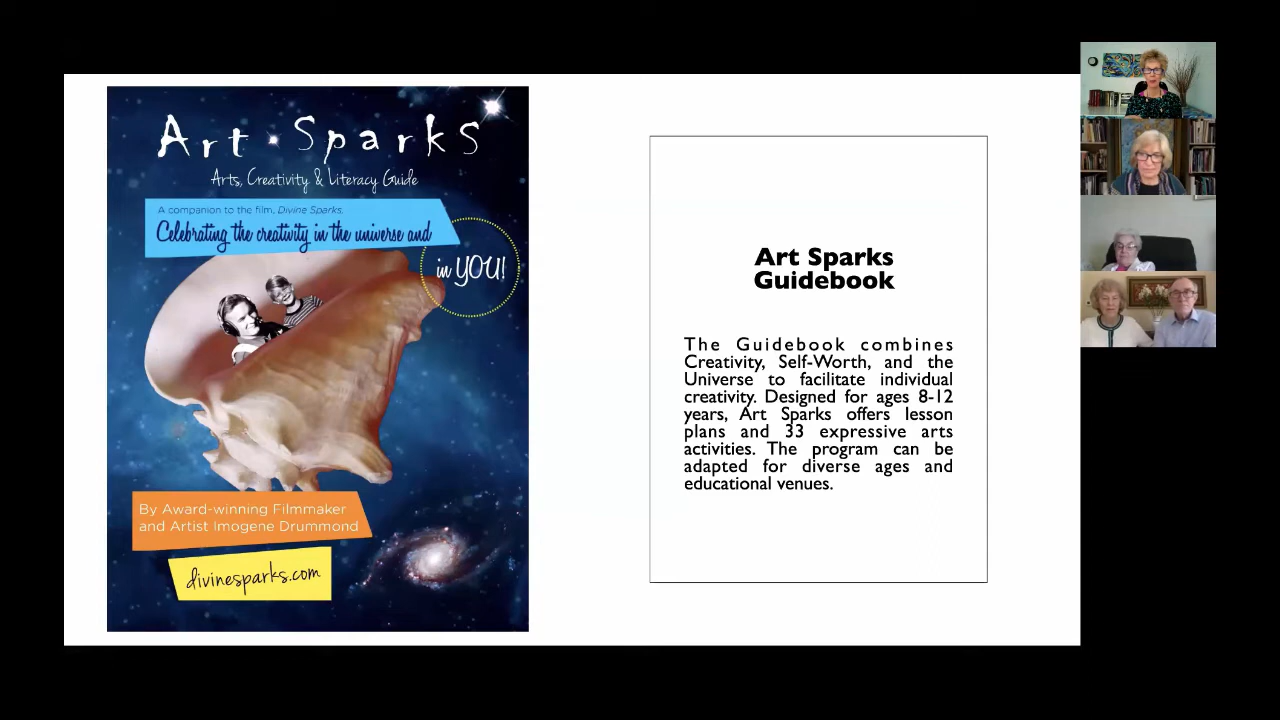 Art Sparks
Arts, Creativity & Literacy Guide
A companion to the film, Divine Sparks.
Celebrating the creativity in the universe and
in YOU!
By Award-winning Filmmaker
and Artist Imogene Drummond
divinesparks.com
Art Sparks
Guidebook
The Guidebook combines
Creativity, Self-Worth, and the
Universe to facilitate individual
creativity. Designed for ages 8-12
years, Art Sparks offers lesson
plans and 33 expressive arts
activities. The program can be
adapted for diverse ages and
educational venues.